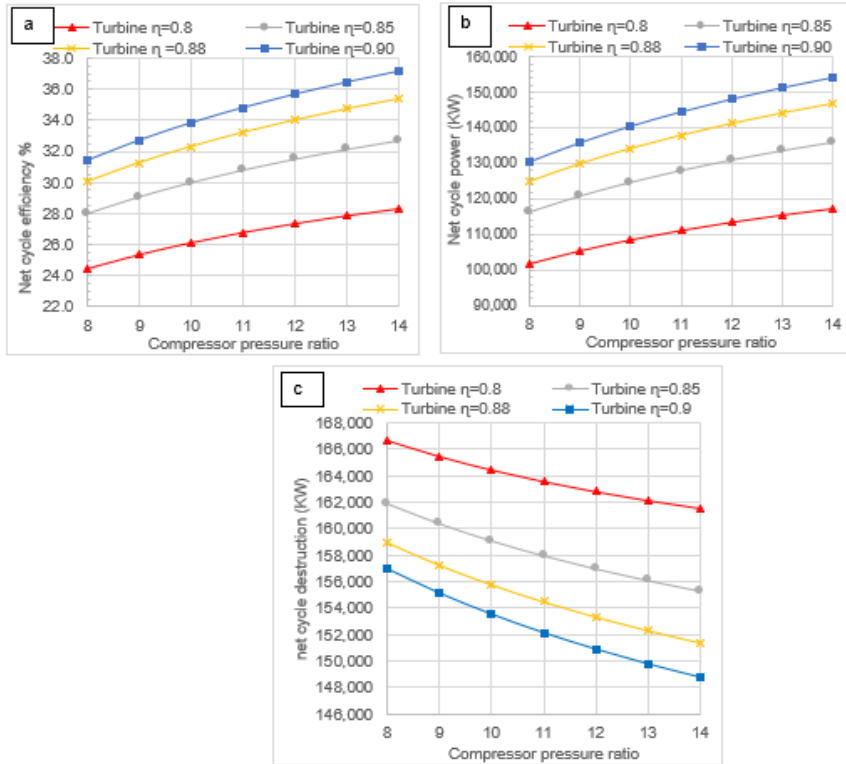 a
Turbine η=0.8
Turbine η=0.85
Turbine η =0.88
Turbine η=0.90
38.0
36.0
34.0
32.0
30.0
28.0
26.0
24.0
22.0
Net cycle efficiency %
8 9 10 11 12 13 14
Compressor pressure ratio
b
Turbine η=0.8
Turbine η=0.85
Turbine η =0.88
Turbine η=0.90
160,000
150,000
140,000
130,000
120,000
110,000
100,000
90,000
Net cycle power (KW)
8 9 10 11 12 13 14
Compressor pressure ratio
c
Turbine η=0.8
Turbine η=0.85
Turbine η=0.88
Turbine η=0.9
168,000
166,000
164,000
162,000
160,000
158,000
156,000
154,000
152,000
150,000
148,000
146,000
net cycle destruction (KW)
8 9 10 11 12 13 14
Compressor pressure ratio